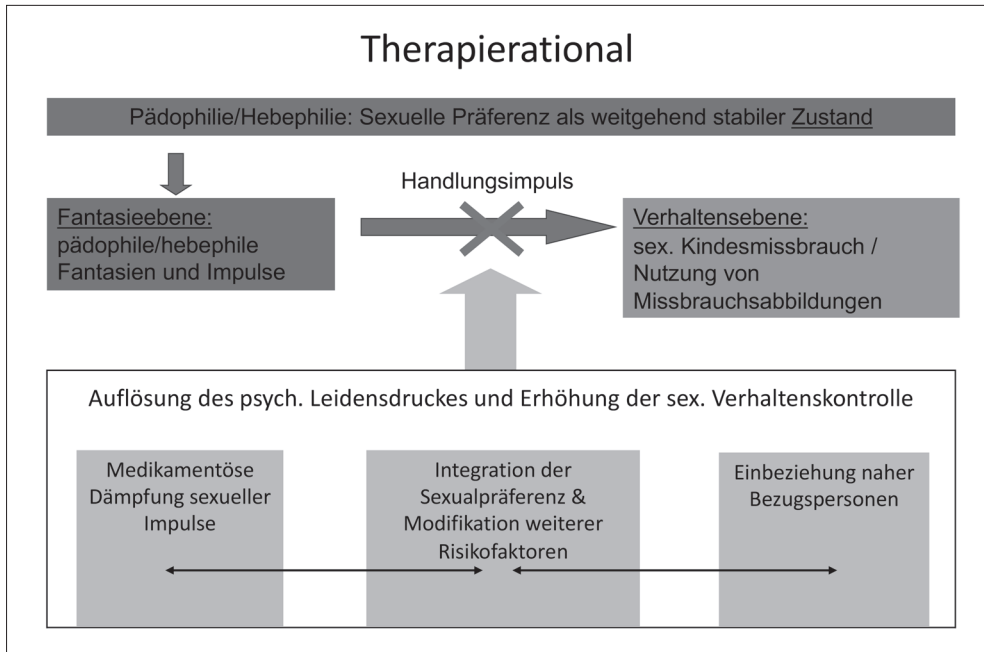 Therapierational
Pädophilie/Hebephilie: Sexuelle Präferenz als weitgehend stabiler Zustand
Handlungsimpuls
Fantasieebene:
pädophile/hebephile
Fantasien und Impulse
Verhaltensebene:
sex. Kindesmissbrauch /
Nutzung von
Missbrauchsabbildungen
Auflösung des psych. Leidensdruckes und Erhöhung der sex. Verhaltenskontrolle
Medikamentöse
Dämpfung sexueller
Impulse
Integration der
Sexualpräferenz &
Modifikation weiterer
Risikofaktoren
Einbeziehung naher
Bezugspersonen